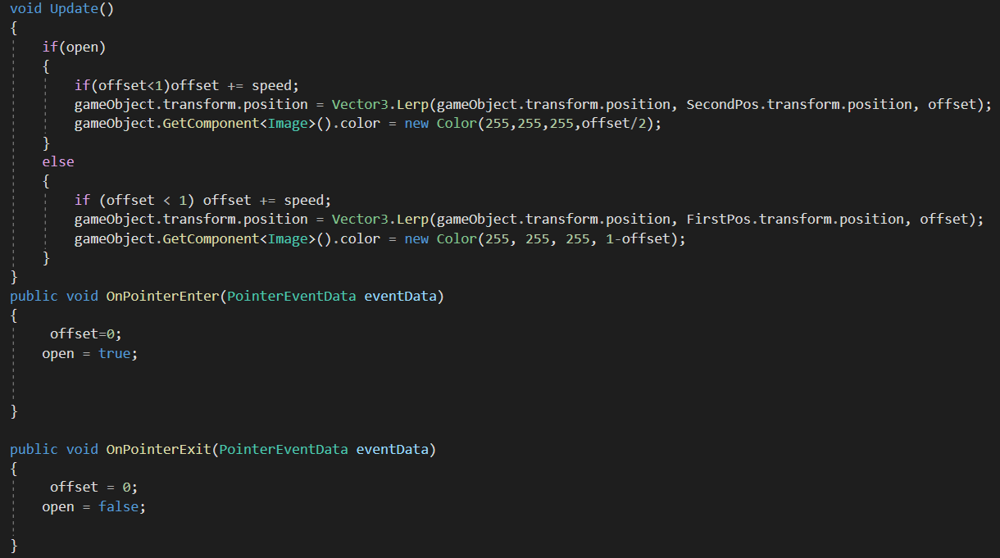 void Update()
{
    if(open)
    {
        if(offset<1)offset += speed;
        gameObject.transform.position = Vector3.Lerp(gameObject.transform.position, SecondPos.transform.position, offset);
        gameObject.GetComponent<Image>().color = new Color(255,255,255,offset/2);
    }
    else
    {
        if (offset < 1) offset += speed;
        gameObject.transform.position = Vector3.Lerp(gameObject.transform.position, FirstPos.transform.position, offset);
        gameObject.GetComponent<Image>().color = new Color(255, 255, 255, 1-offset);
    }
}
public void OnPointerEnter(PointerEventData eventData)
{
     offset=0;
    open = true;
}
public void OnPointerExit(PointerEventData eventData)
{
     offset = 0;
    open = false;
}